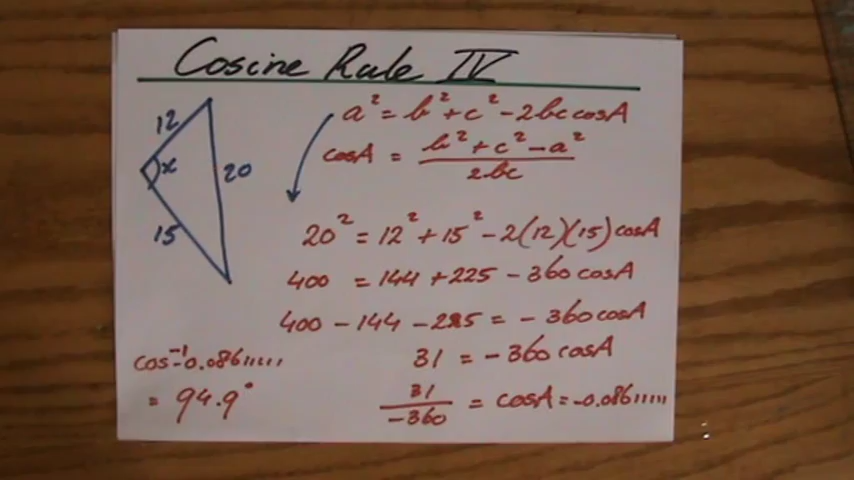 Cosine Rule IV
12
x
20
15
a² = b² + c² - 2bc cosA
cosA = b² + c² - a² / 2bc
20² = 12² + 15² - 2(12)(15) cosA
400 = 144 + 225 - 360 cosA
400 - 144 - 225 = - 360 cosA
31 = - 360 cosA
31 / -360 = cosA = -0.0861111
cos⁻¹ -0.0861111
= 94.9°